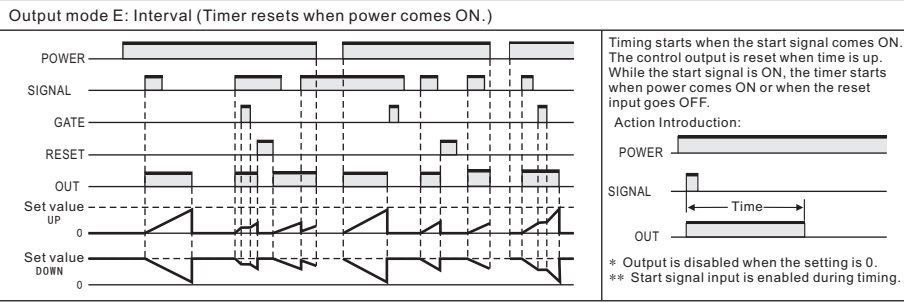 Output mode E: Interval (Timer resets when power comes ON.)
POWER
SIGNAL
GATE
RESET
OUT
Set value
UP
0
Set value
DOWN
0
Timing starts when the start signal comes ON.
The control output is reset when time is up.
While the start signal is ON, the timer starts
when power comes ON or when the reset
input goes OFF.
Action Introduction:
POWER
SIGNAL
Time
OUT
* Output is disabled when the setting is 0.
** Start signal input is enabled during timing.